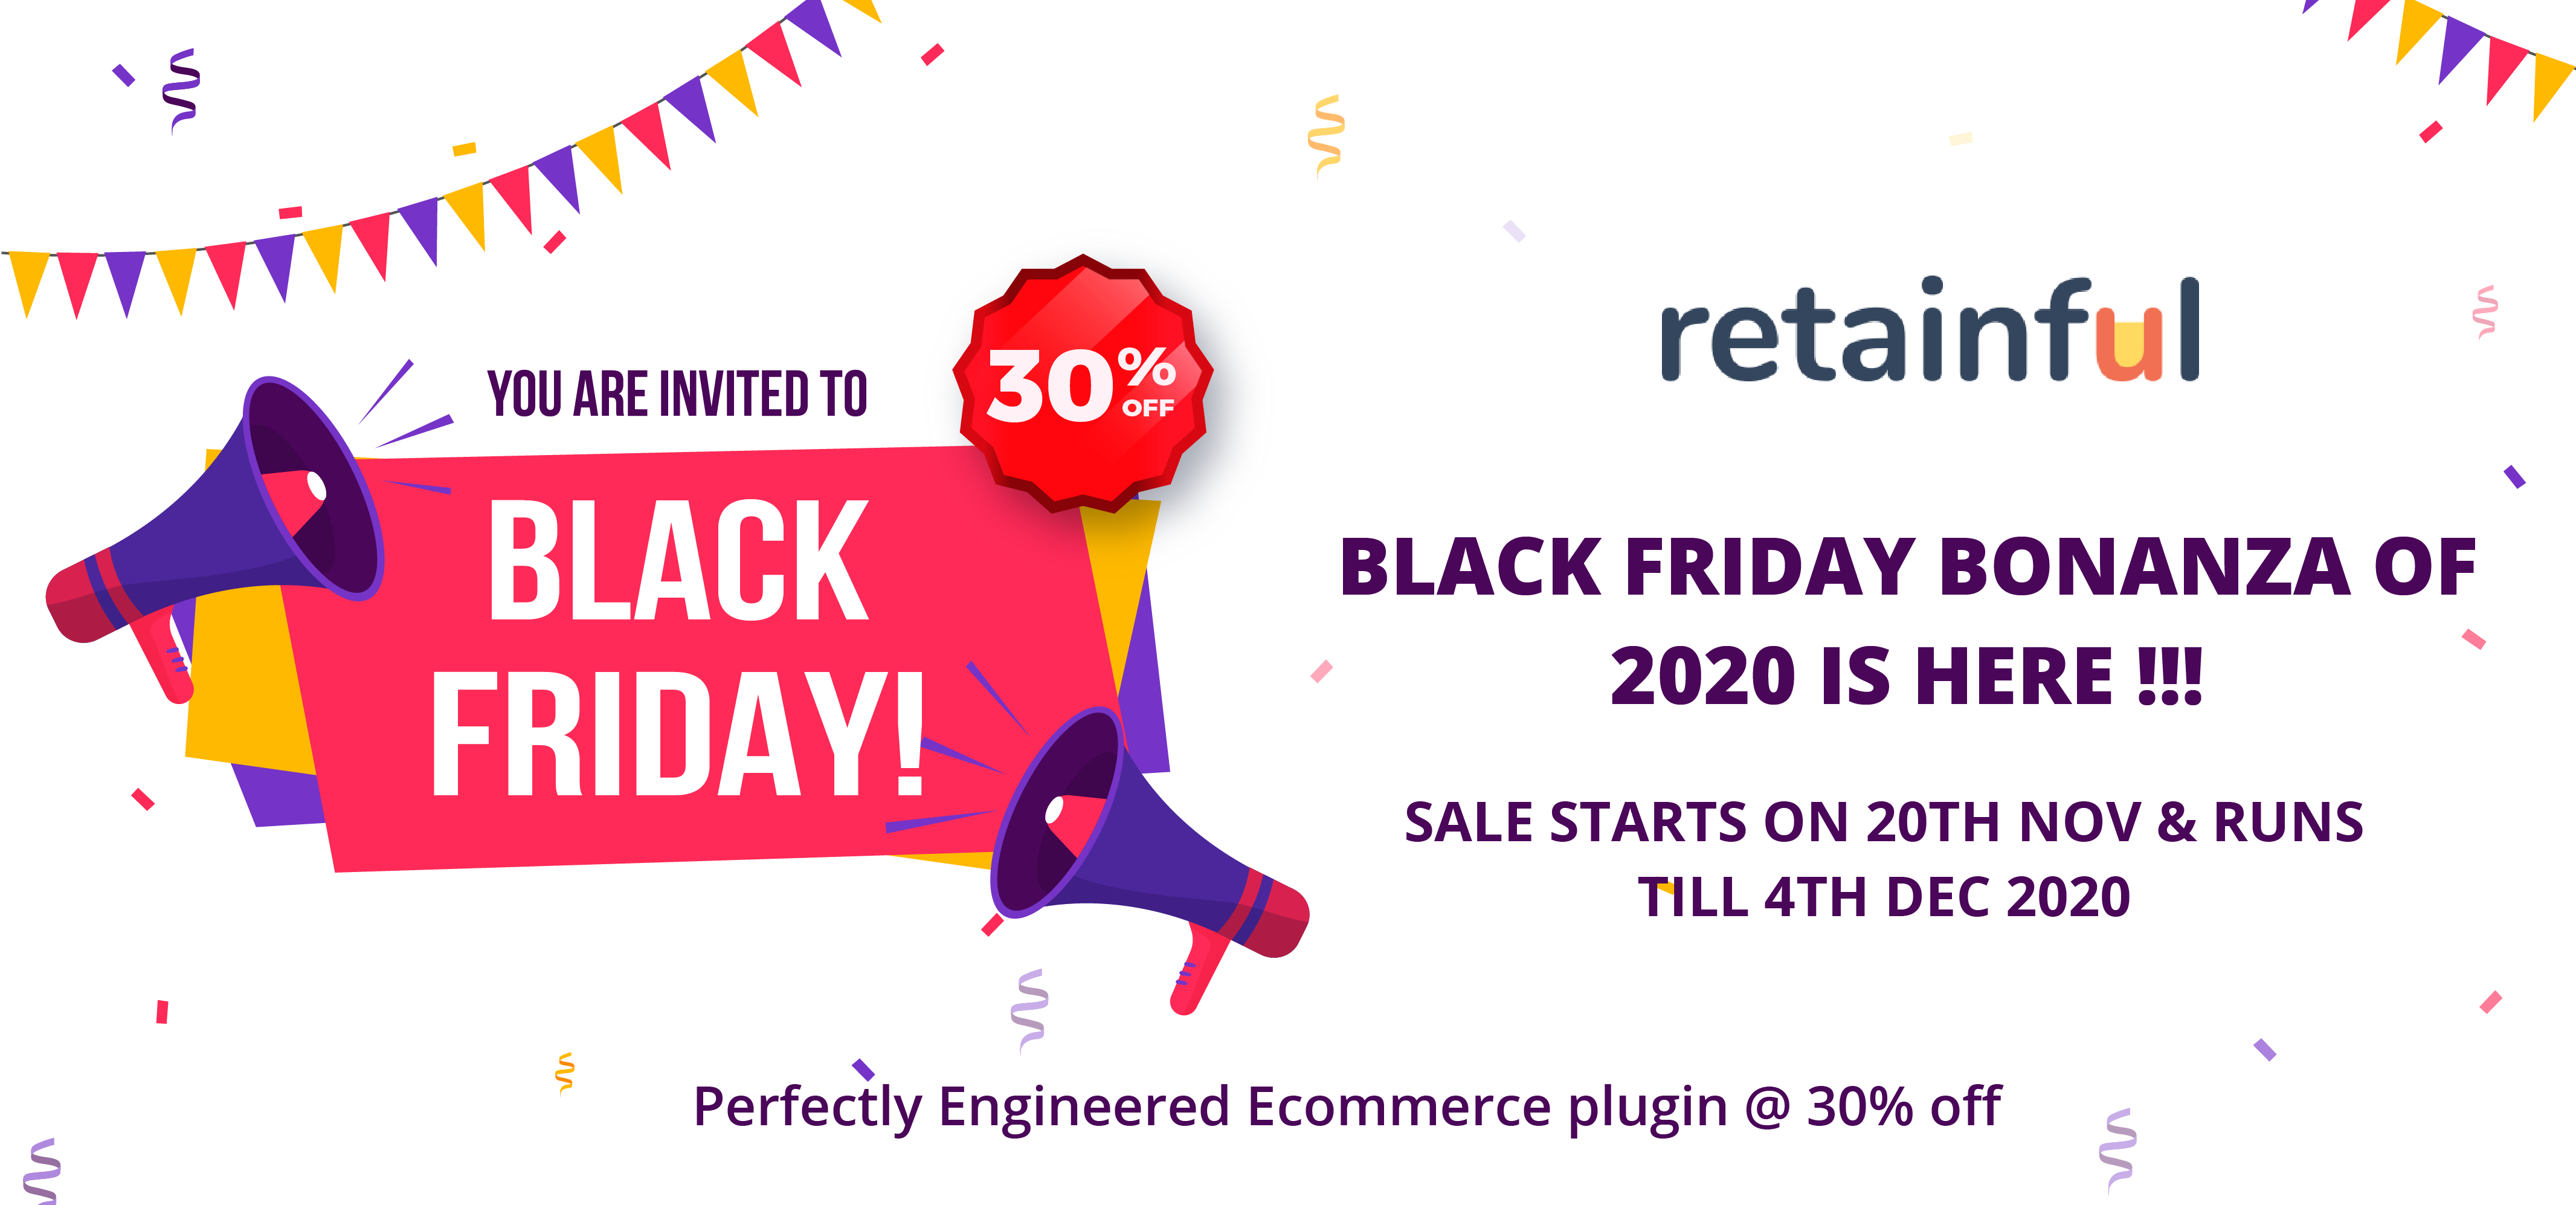 YOU ARE INVITED TO
BLACK
FRIDAY!
30%
OFF
retainful
BLACK FRIDAY BONANZA OF
2020 IS HERE !!!
SALE STARTS ON 20TH NOV & RUNS
TILL 4TH DEC 2020
Perfectly Engineered Ecommerce plugin @ 30% off